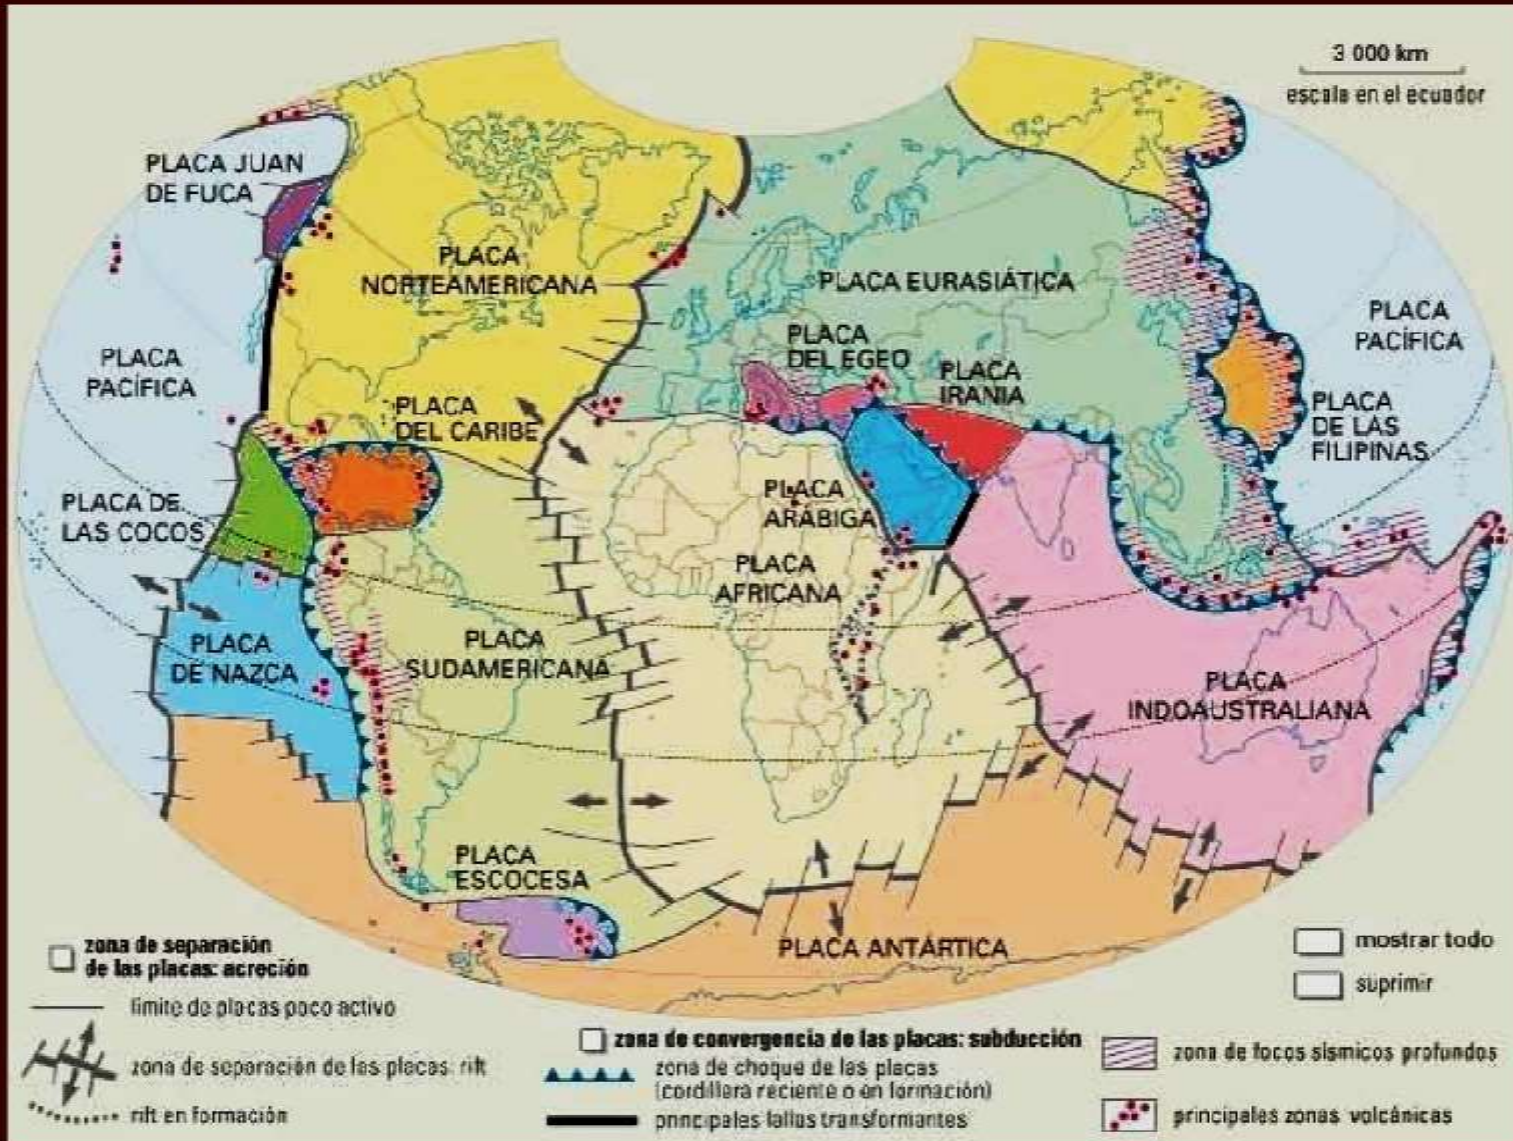 3 000 km
escala en el ecuador
PLACA JUAN
DE FUCA
PLACA
NORTEAMERICANA
PLACA EURASIÁTICA
PLACA
DEL EGEO
PLACA
IRANIA
PLACA
PACÍFICA
PLACA
PACÍFICA
PLACA
DEL CARIBE
PLACA
DE LAS
FILIPINAS
PLACA DE
LAS COCOS
PLACA
ARÁBIGA
PLACA
AFRICANA
PLACA
DE NAZCA
PLACA
SUDAMERICANA
PLACA
INDOAUSTRALIANA
PLACA
ESCOCESA
PLACA ANTÁRTICA
zona de separación
de las placas: acreción
límite de placas poco activo
zona de separación de las placas: rift
rift en formación
zona de convergencia de las placas: subducción
zona de choque de las placas
(cordillera reciente o en formación)
principales fallas transformantes
mostrar todo
suprimir
zona de focos sísmicos profundos
principales zonas volcánicas